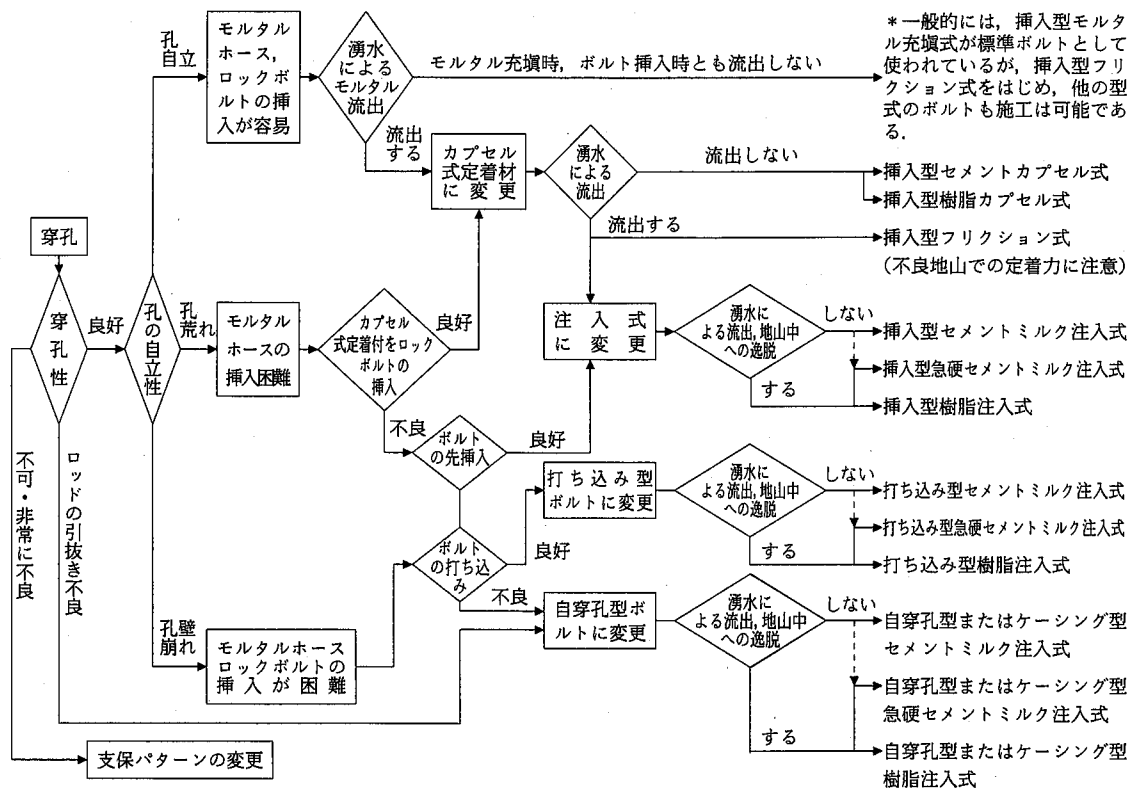 孔
自立
モルタル
ホース，
ロックボ
ルトの挿
入が容易
湧水
による
モルタル
流出
モルタル充塡時，ボルト挿入時とも流出しない
＊一般的には，挿入型モルタ
ル充塡式が標準ボルトとして
使われているが，挿入型フリ
クション式をはじめ，他の型
式のボルトも施工は可能であ
る．
流出
する
カプセル
式定着材
に変更
湧水
による
流出
流出しない
挿入型セメントカプセル式
挿入型樹脂カプセル式
流出する
挿入型フリクション式
（不良地山での定着力に注意）
穿孔
穿孔性
良好
孔の自立性
孔
荒れ
モルタル
ホースの
挿入困難
カプセル
式定着付をロック
ボルトの
挿入
良好
注入式
に変更
湧水に
よる流出,地山中
への逸脱
しない
挿入型セメントミルク注入式
挿入型急硬セメントミルク注入式
する
挿入型樹脂注入式
不良
ボルト
の先挿入
良好
打ち込み型
ボルトに変更
湧水に
よる流出,地山中
への逸脱
しない
打ち込み型セメントミルク注入式
打ち込み型急硬セメントミルク注入式
する
打ち込み型樹脂注入式
不可・非常に不良
ロッドの引抜き不良
ボルト
の打ち込
み
良好
不良
自穿孔型ボ
ルトに変更
湧水に
よる流出,地山中
への逸脱
しない
自穿孔型またはケーシング型
セメントミルク注入式
自穿孔型またはケーシング型
急硬セメントミルク注入式
する
自穿孔型またはケーシング型
樹脂注入式
孔壁
崩れ
モルタルホース
ロックボルトの
挿入が困難
支保パターンの変更